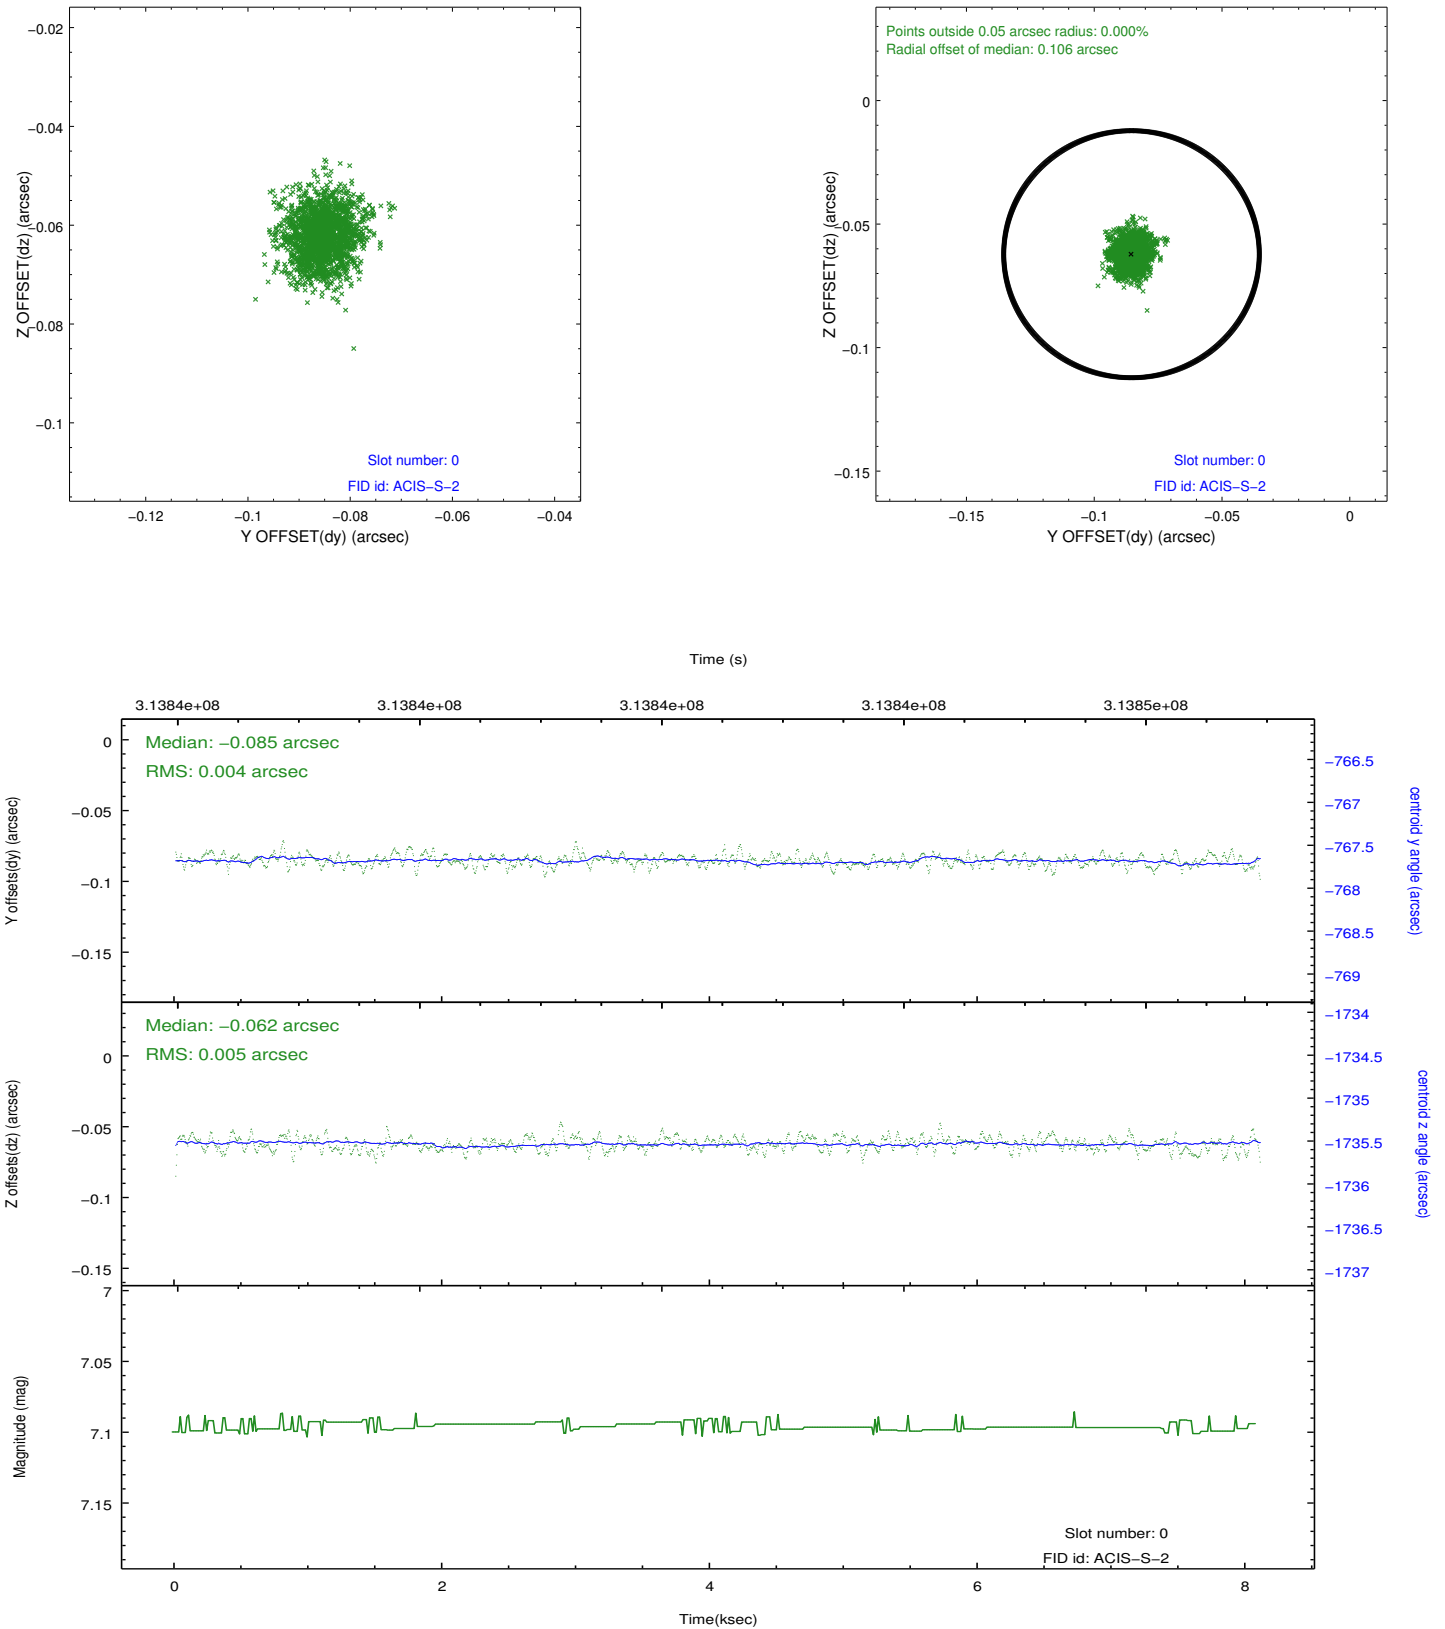 −0.02
−0.04
−0.06
−0.08
−0.1
Z OFFSET(dz) (arcsec)
Slot number: 0
FID id: ACIS−S−2
−0.12
−0.1
−0.08
−0.06
−0.04
Y OFFSET(dy) (arcsec)
Points outside 0.05 arcsec radius: 0.000%
Radial offset of median: 0.106 arcsec
0
−0.05
−0.1
−0.15
Z OFFSET(dz) (arcsec)
Slot number: 0
FID id: ACIS−S−2
−0.15
−0.1
−0.05
0
Y OFFSET(dy) (arcsec)
Time (s)
3.1384e+08
3.1384e+08
3.1384e+08
3.1384e+08
3.1385e+08
Median: −0.085 arcsec
RMS: 0.004 arcsec
0
−0.05
−0.1
−0.15
Y offsets(dy) (arcsec)
−766.5
−767
−767.5
−768
−768.5
−769
centroid y angle (arcsec)
Median: −0.062 arcsec
RMS: 0.005 arcsec
0
−0.05
−0.1
−0.15
Z offsets(dz) (arcsec)
−1734
−1734.5
−1735
−1735.5
−1736
−1736.5
−1737
centroid z angle (arcsec)
7
7.05
7.1
7.15
Magnitude (mag)
Slot number: 0
FID id: ACIS−S−2
0
2
4
6
8
Time(ksec)